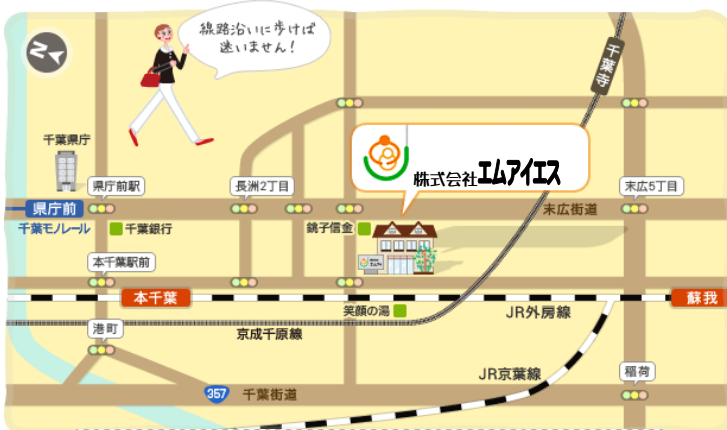 線路沿いに歩けば
迷いません!
N
千葉寺
千葉県庁
株式会社エムアイエス
県庁前駅
長洲2丁目
末広5丁目
県庁前
末広街道
千葉モノレール
千葉銀行
銚子信金
本千葉駅前
本千葉
蘇我
笑顔の湯
JR外房線
港町
京成千原線
JR京葉線
稲荷
357
千葉街道